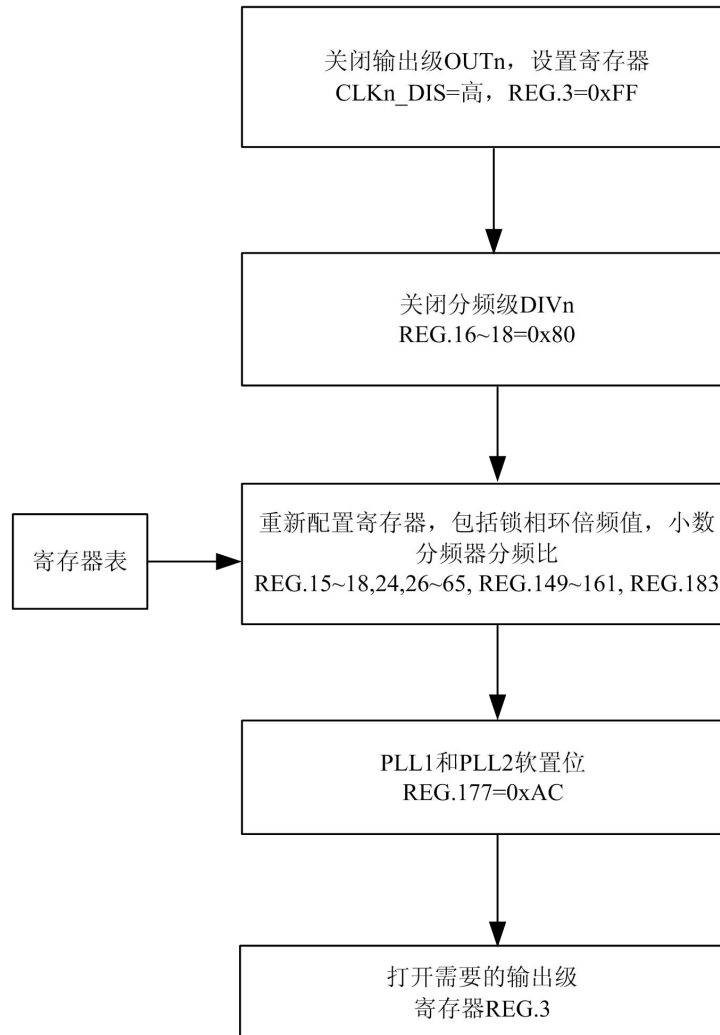 关闭输出级OUTn，设置寄存器
CLKn_DIS=高，REG.3=0xFF
关闭分频级DIVn
REG.16~18=0x80
寄存器表
重新配置寄存器，包括锁相环倍频值，小数
分频器分频比
REG.15~18,24,26~65, REG.149~161, REG.183
PLL1和PLL2软置位
REG.177=0xAC
打开需要的输出级
寄存器REG.3